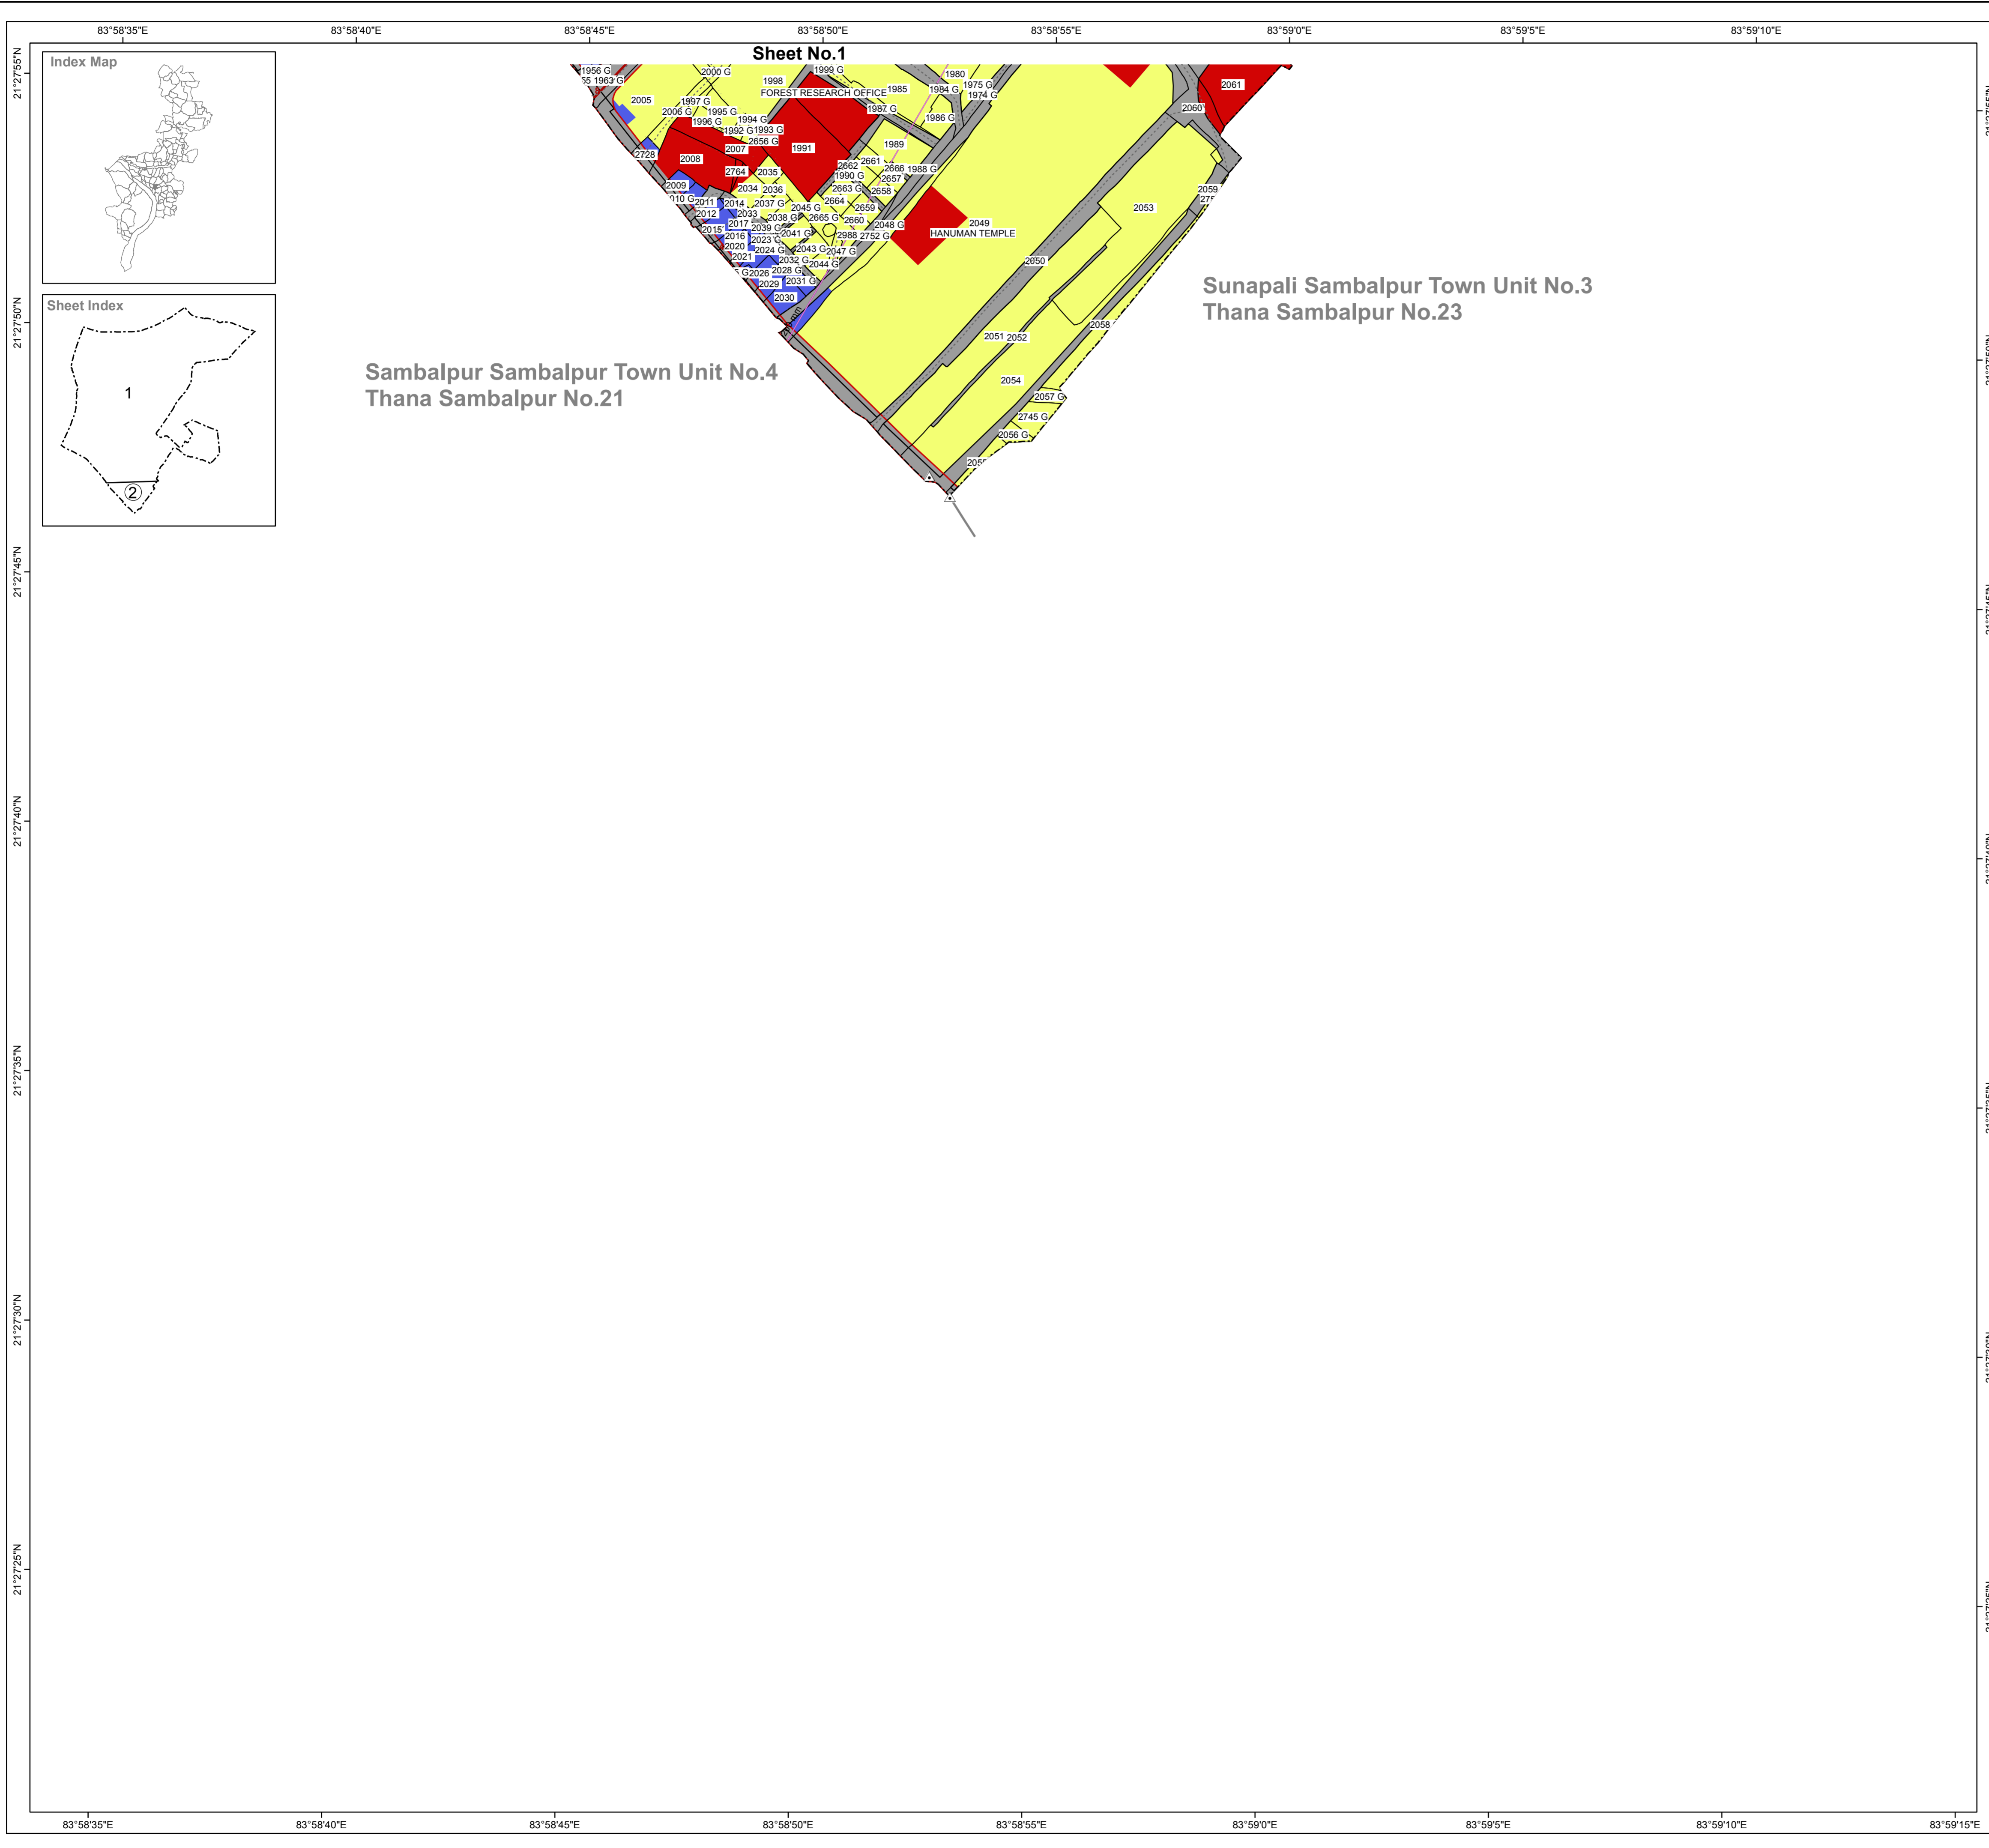 83°58'35"E
83°58'40"E
83°58'45"E
83°58'50"E
83°58'55"E
83°59'0"E
83°59'5"E
83°59'10"E
Sheet No.1
Index Map
Sheet Index
1
2
21°27'55"N
21°27'50"N
21°27'45"N
21°27'40"N
21°27'35"N
21°27'30"N
21°27'25"N
1956 G
1963 G
2000 G
1998
1999 G
FOREST RESEARCH OFFICE
1985
1980
1984 G
1975 G
1974 G
2061
2060
2005
1997 G
2006 G
1995 G
1996 G
1994 G
1992 G
1993 G
2656 G
1987 G
1986 G
1989
1991
2007
2008
2728
2764
2035
2662
2661
1990 G
2666
1988 G
2657
2009
2034
2036
2663 G
2658
2011
2014
2037 G
2664
2659
2012
2033
2045 G
2038 G
2665 G
2660
2017
2039 G
2048 G
2015
2016
2023 G
2041 G
2988
2752 G
2049
HANUMAN TEMPLE
2053
2059
2020
2024 G
2043 G
2047 G
2021
2032 G
2044 G
2026
2028 G
2029
2031 G
2030
2050
2051
2052
2058
2054
2057 G
2745 G
2056 G
Sunapali Sambalpur Town Unit No.3
Thana Sambalpur No.23
Sambalpur Sambalpur Town Unit No.4
Thana Sambalpur No.21
83°58'35"E
83°58'40"E
83°58'45"E
83°58'50"E
83°58'55"E
83°59'0"E
83°59'5"E
83°59'10"E
83°59'15"E